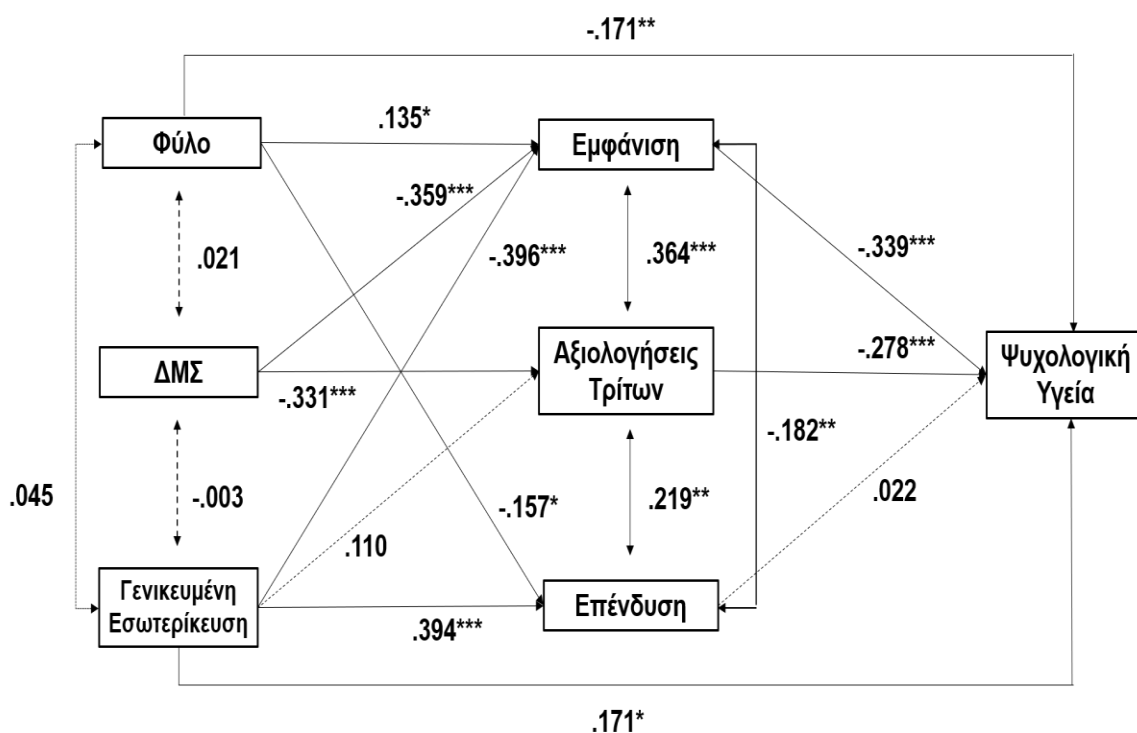 -.171**
Φύλο
.135*
Εμφάνιση
-.359***
.021
-.396***
.364***
-.339***
ΔΜΣ
-.331***
Αξιολογήσεις
Τρίτων
-.278***
Ψυχολογική
Υγεία
-.182**
.045
-.003
-.157*
.219**
.022
.110
Γενικευμένη
Εσωτερίκευση
.394***
Επένδυση
.171*